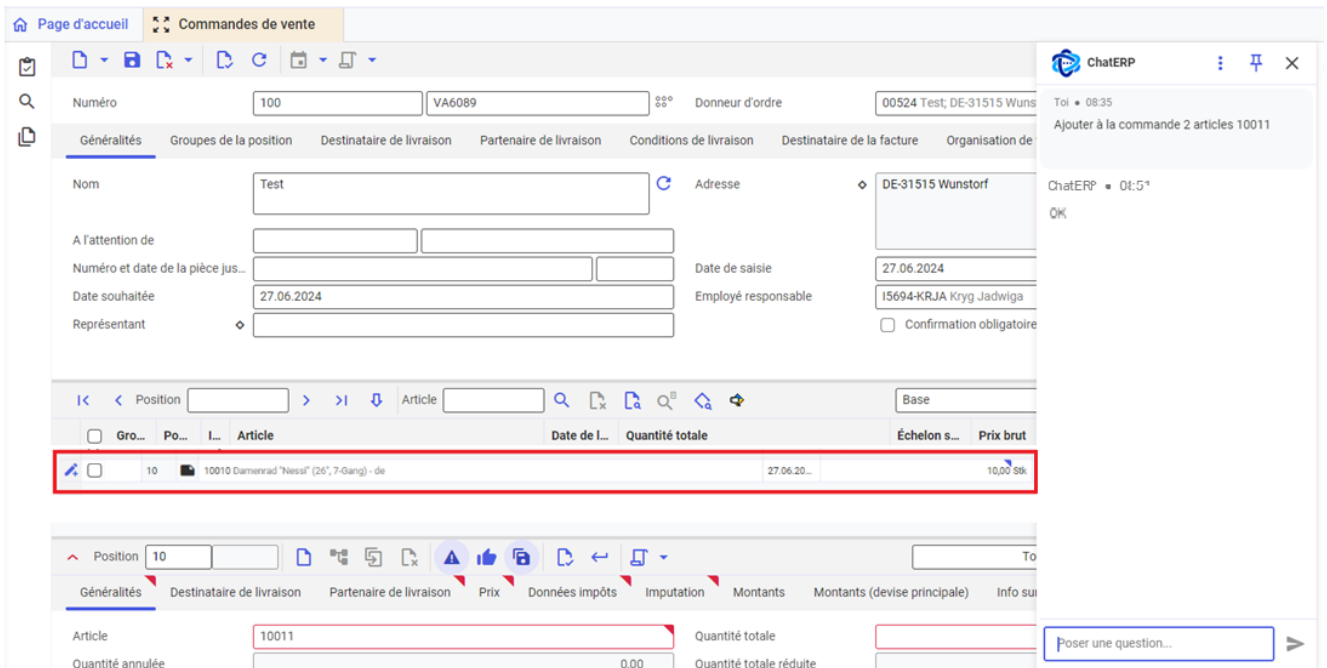 Page d'accueil
Commandes de vente
Numéro 100 VA6089 Donneur d'ordre 00524 Test; DE-31515 Wuns
Généralités Groupes de la position Destinataire de livraison Partenaire de livraison Conditions de livraison Destinataire de la facture Organisation de
Nom Test Adresse DE-31515 Wunstorf
A l'attention de
Numéro et date de la pièce jus... Date de saisie 27.06.2024
Date souhaitée 27.06.2024 Employé responsable I5694-KRJA Kryg Jadwiga
Représentant Confirmation obligatoire
Position Article Base
Gro... Po... I... Article Date de l... Quantité totale Échelon s... Prix brut
10 10010 Damenrad "Nessi" (26", 7-Gang) - de 27.06.20... 10,00 Stk
Position 10 To
Généralités Destinataire de livraison Partenaire de livraison Prix Données impôts Imputation Montants Montants (devise principale) Info su
Article 10011 Quantité totale
Quantité annulée 0,00 Quantité totale réduite
ChatERP
Toi • 08:35
Ajouter à la commande 2 articles 10011
ChatERP
OK
Poser une question...